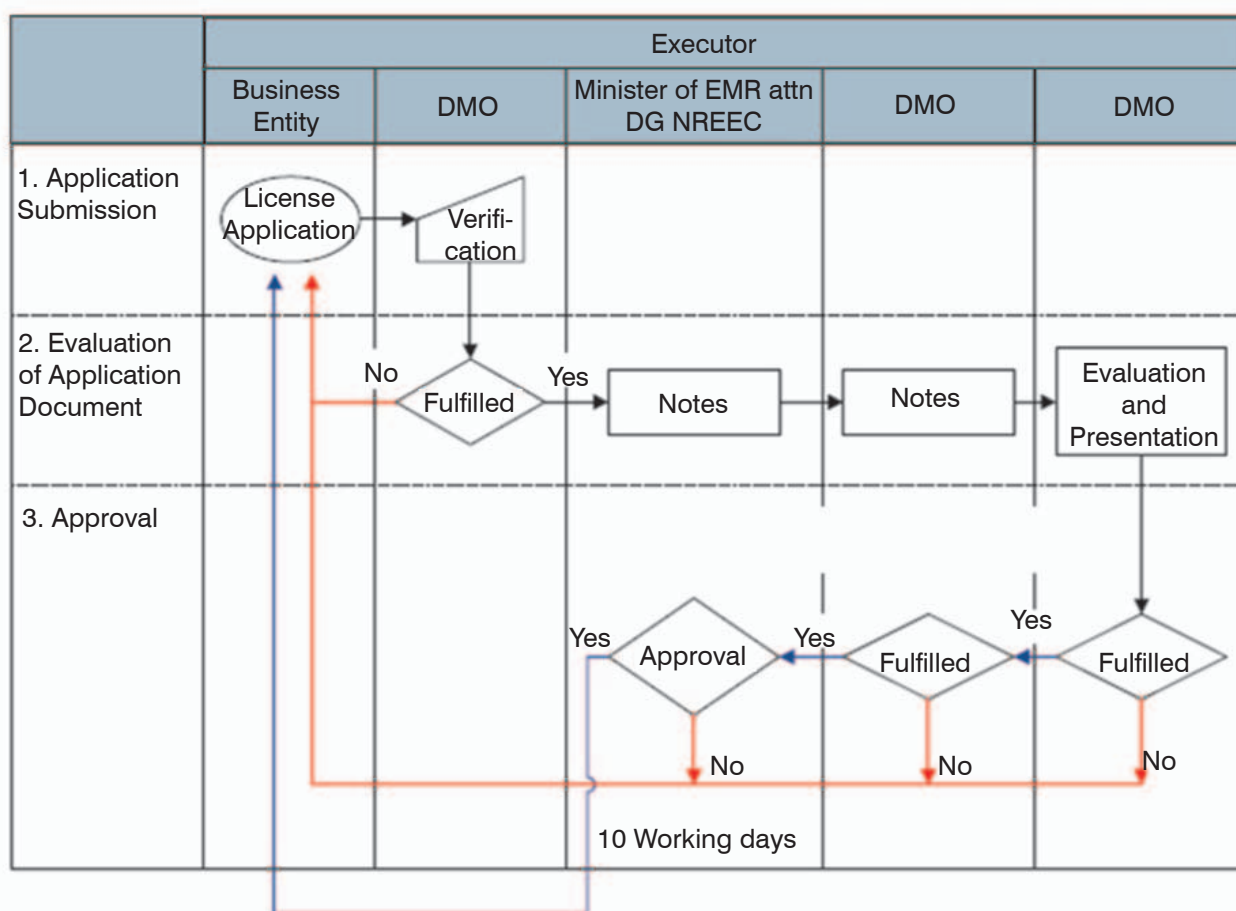 Executor
Business
Entity
DMO
Minister of EMR attn
DG NREEC
DMO
DMO
1. Application
Submission
License
Application
Verifi-
cation
2. Evaluation
of Application
Document
No
Fulfilled
Yes
Notes
Notes
Evaluation
and
Presentation
3. Approval
Yes
Approval
Yes
Fulfilled
Yes
Fulfilled
No
No
No
10 Working days